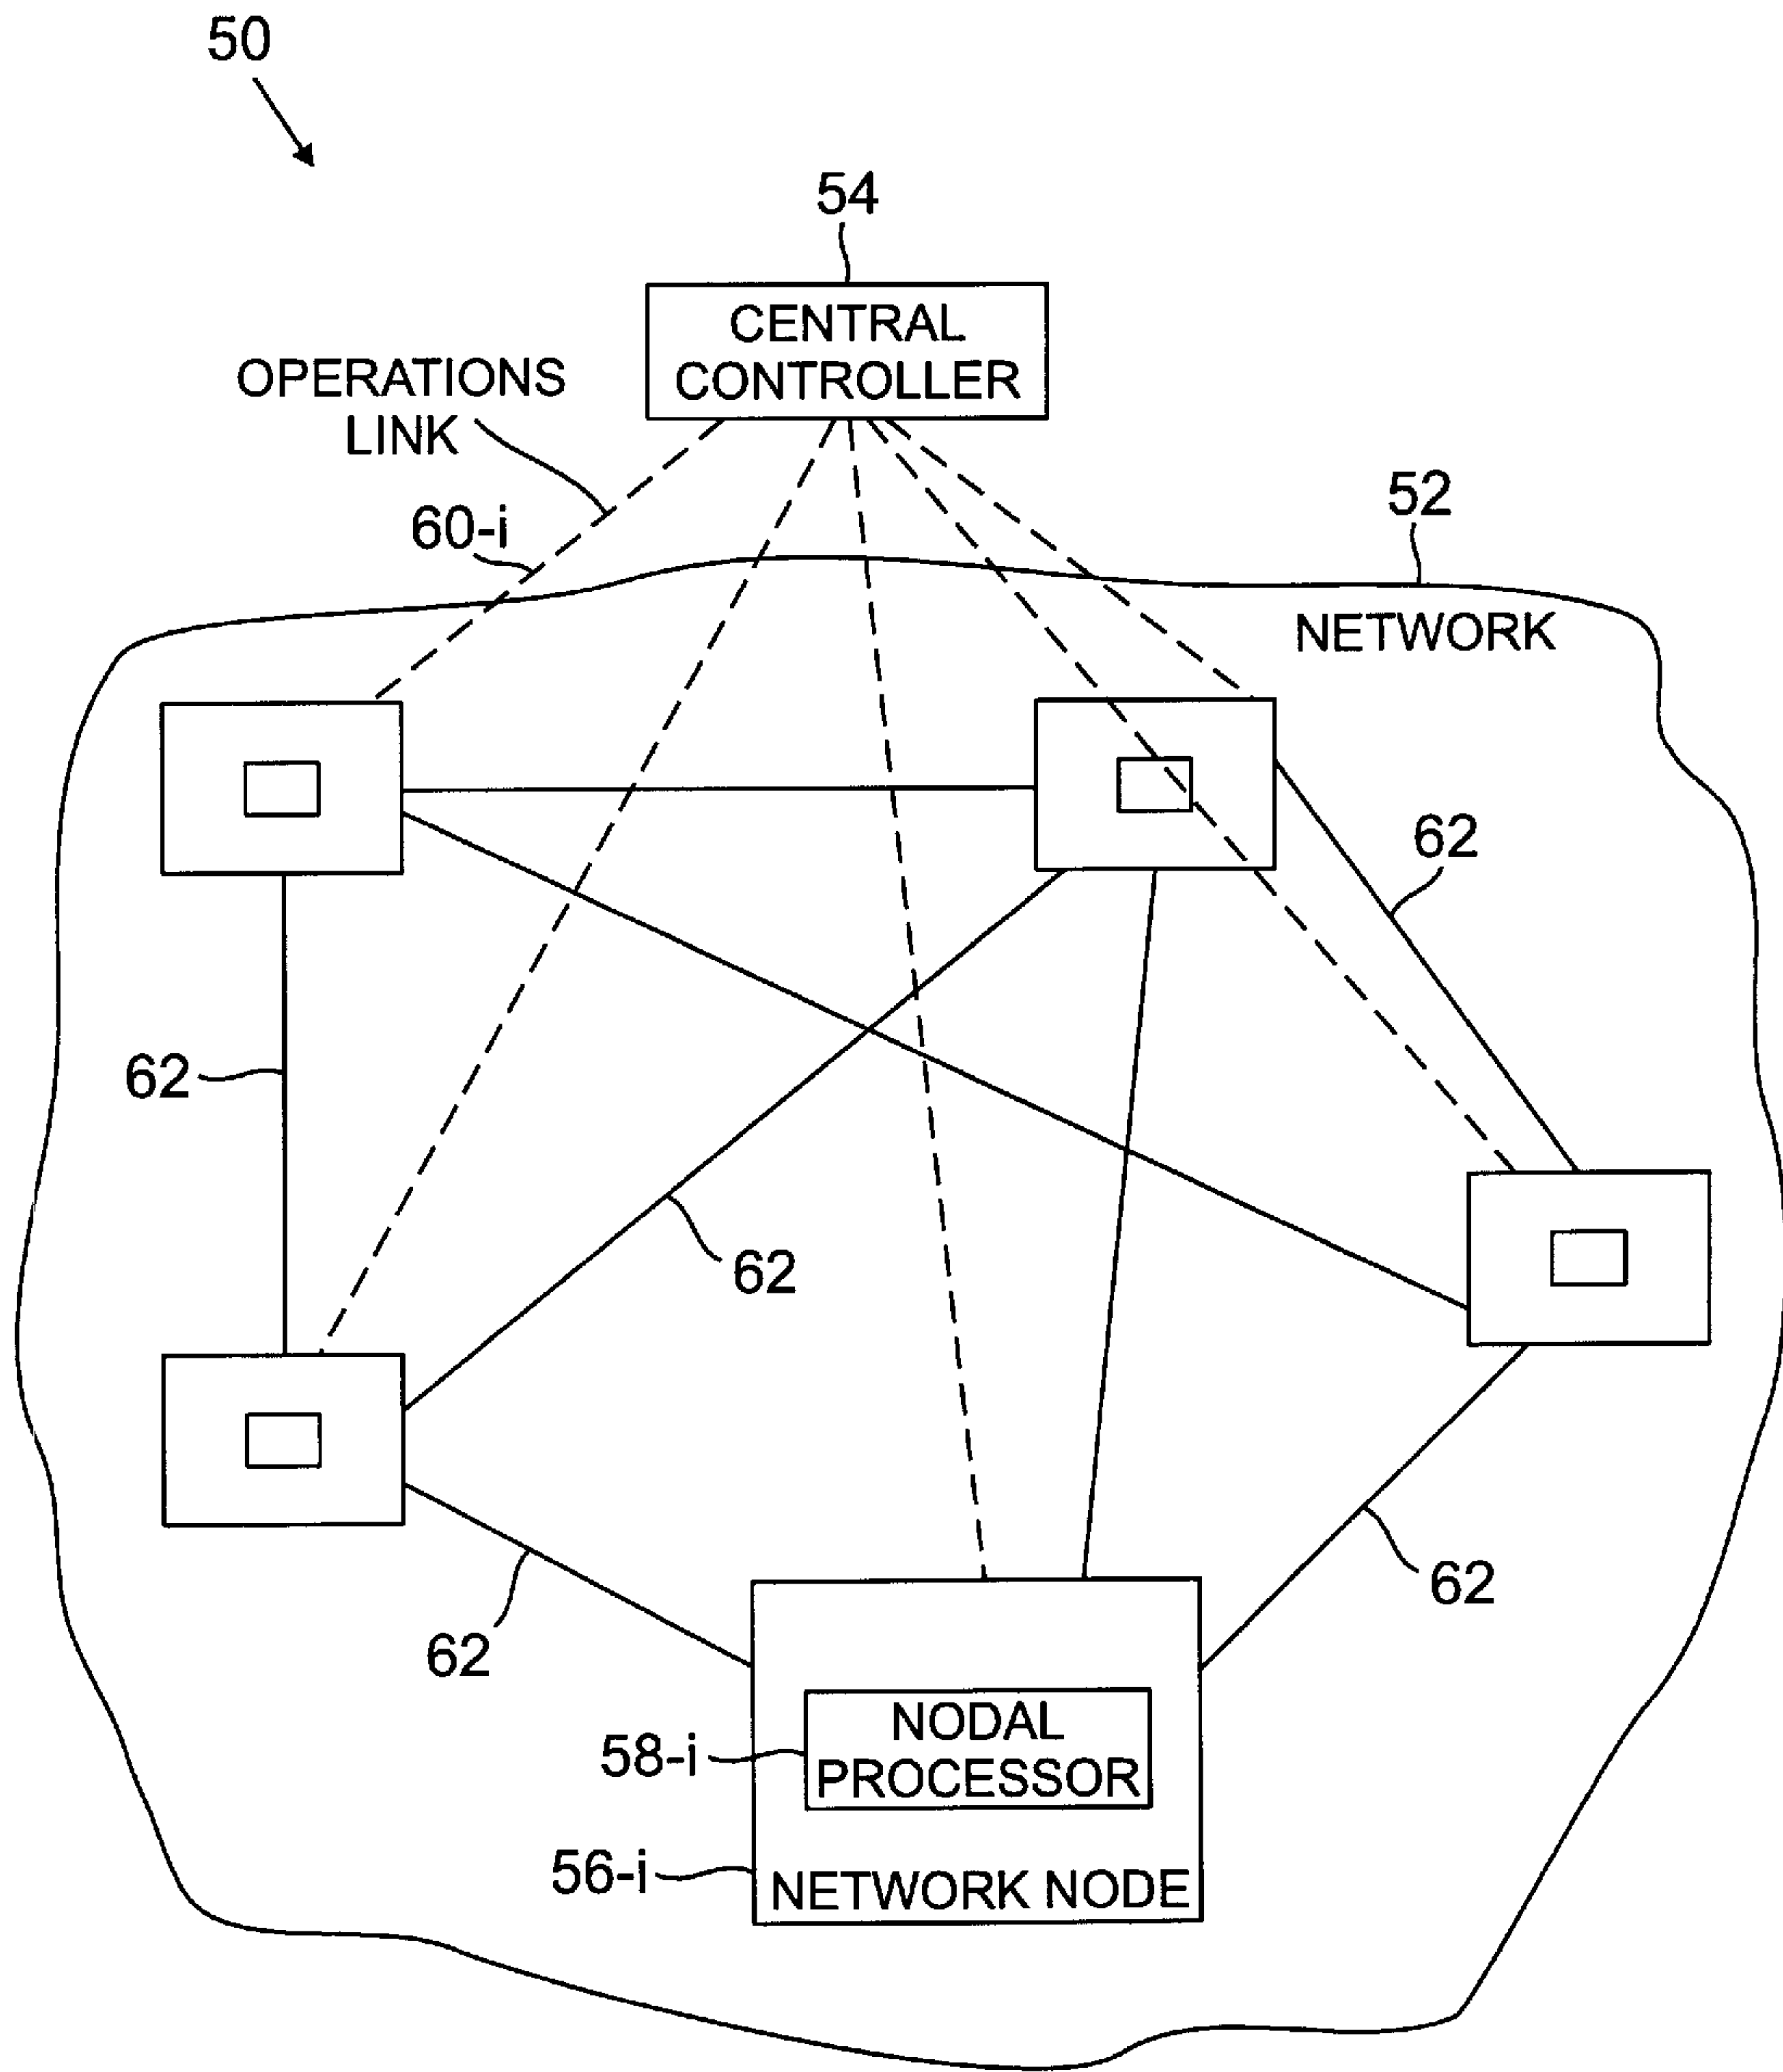 50
54
CENTRAL
CONTROLLER
OPERATIONS
LINK
60-i
52
NETWORK
62
62
62
62
62
NODAL
PROCESSOR
58-i
56-i
NETWORK NODE